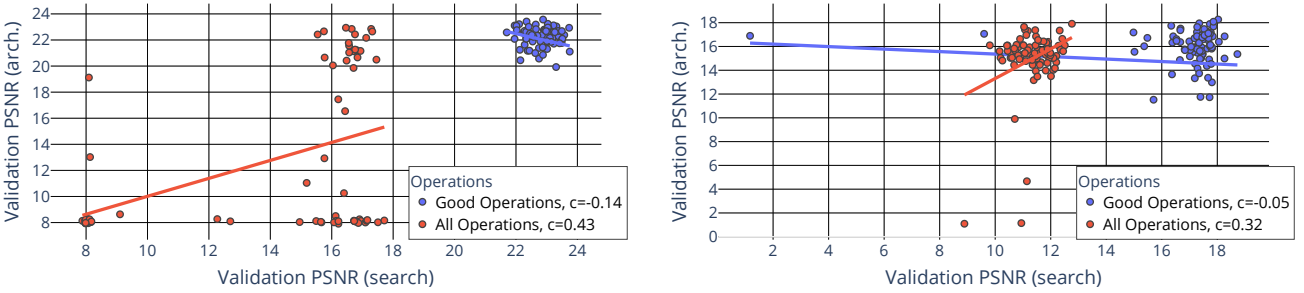 Validation PSNR (arch.)
24
22
20
18
16
14
12
10
8
8 10 12 14 16 18 20 22 24
Validation PSNR (search)
Operations
Good Operations, c=-0.14
All Operations, c=0.43
Validation PSNR (arch.)
18
16
14
12
10
8
6
4
2
0
2 4 6 8 10 12 14 16 18
Validation PSNR (search)
Operations
Good Operations, c=-0.05
All Operations, c=0.32